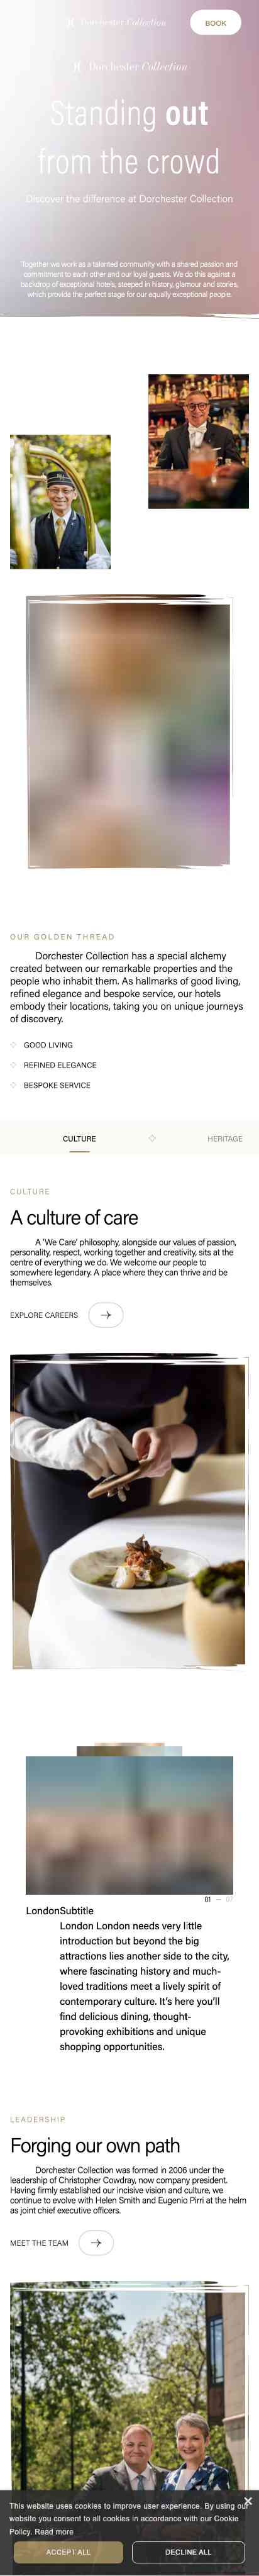 Dorchester Collection
BOOK
Dorchester Collection
Standing out
from the crowd
Discover the difference at Dorchester Collection
Together we work as a talented community with a shared passion and
commitment to each other and our loyal guests. We do this against a
backdrop of exceptional hotels, steeped in history, glamour and stories,
which provide the perfect stage for our equally exceptional people.
OUR GOLDEN THREAD
Dorchester Collection has a special alchemy
created between our remarkable properties and the
people who inhabit them. As hallmarks of good living,
refined elegance and bespoke service, our hotels
embody their locations, taking you on unique journeys
of discovery.
GOOD LIVING
REFINED ELEGANCE
BESPOKE SERVICE
CULTURE
HERITAGE
CULTURE
A culture of care
A 'We Care' philosophy, alongside our values of passion,
personality, respect, working together and creativity, sits at the
centre of everything we do. We welcome our people to
somewhere legendary. A place where they can thrive and be
themselves.
EXPLORE CAREERS
01 — 07
LondonSubtitle
London London needs very little
introduction but beyond the big
attractions lies another side to the city,
where fascinating history and much-
loved traditions meet a lively spirit of
contemporary culture. It's here you'll
find delicious dining, thought-
provoking exhibitions and unique
shopping opportunities.
LEADERSHIP
Forging our own path
Dorchester Collection was formed in 2006 under the
leadership of Christopher Cowdray, now company president.
Having firmly established our incisive vision and culture, we
continue to evolve with Helen Smith and Eugenio Pirri at the helm
as joint chief executive officers.
MEET THE TEAM
This website uses cookies to improve user experience. By using our
website you consent to all cookies in accordance with our Cookie
Policy. Read more
ACCEPT ALL
DECLINE ALL